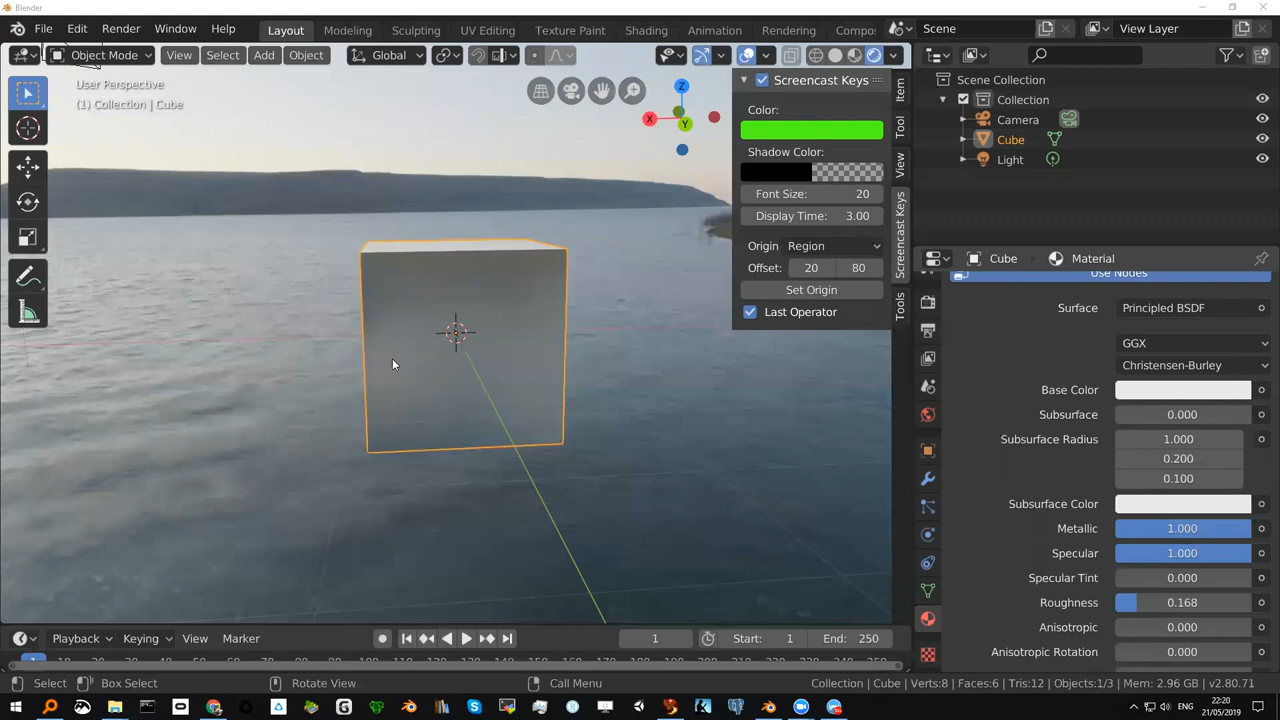 Blender
File Edit Render Window Help Layout Modeling Sculpting UV Editing Texture Paint Shading Animation Rendering Compos Scene View Layer
Object Mode View Select Add Object Global
User Perspective
(1) Collection | Cube
X Y Z
Screencast Keys
Color:
Shadow Color:
Font Size: 20
Display Time: 3.00
Origin Region
Offset: 20 80
Set Origin
Last Operator
Item
Tool
View
Screencast Keys
Tools
Scene Collection
Collection
Camera
Cube
Light
Cube Material
Use Nodes
Surface Principled BSDF
GGX
Christensen-Burley
Base Color
Subsurface 0.000
Subsurface Radius 1.000
0.200
0.100
Subsurface Color
Metallic 1.000
Specular 1.000
Specular Tint 0.000
Roughness 0.168
Anisotropic 0.000
Anisotropic Rotation 0.000
Playback Keying View Marker 1 Start: 1 End: 250
Select Box Select Rotate View Call Menu Collection | Cube | Verts:8 | Faces:6 | Tris:12 | Objects:1/3 | Mem: 2.96 GB | v2.80.71
ENG
22:20
21/05/2019